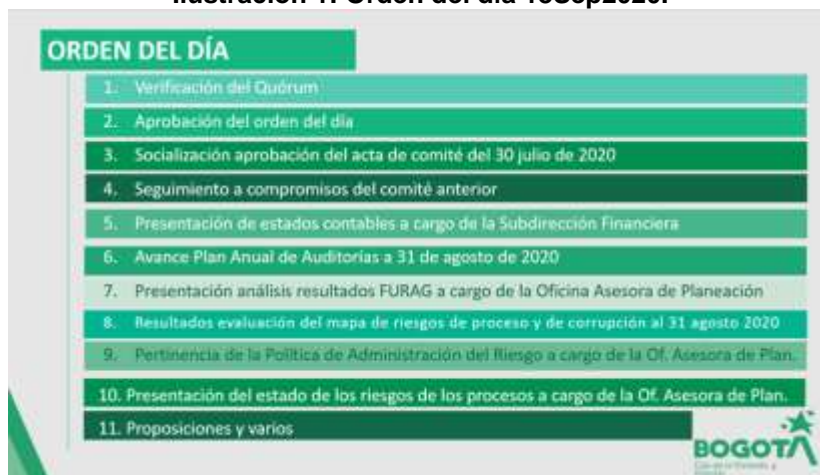 Ilustración 1. Orden del día 16Sep2020.
ORDEN DEL DÍA
1. Verificación del Quórum
2. Aprobación del orden del día
3. Socialización aprobación del acta de comité del 30 julio de 2020
4. Seguimiento a compromisos del comité anterior
5. Presentación de estados contables a cargo de la Subdirección Financiera
6. Avance Plan Anual de Auditorías a 31 de agosto de 2020
7. Presentación análisis resultados FURAG a cargo de la Oficina Asesora de Planeación
8. Resultados evaluación del mapa de riesgos de proceso y de corrupción al 31 agosto 2020
9. Pertinencia de la Política de Administración del Riesgo a cargo de la Of. Asesora de Plan.
10. Presentación del estado de los riesgos de los procesos a cargo de la Of. Asesora de Plan.
11. Proposiciones y varios
BOGOTÁ